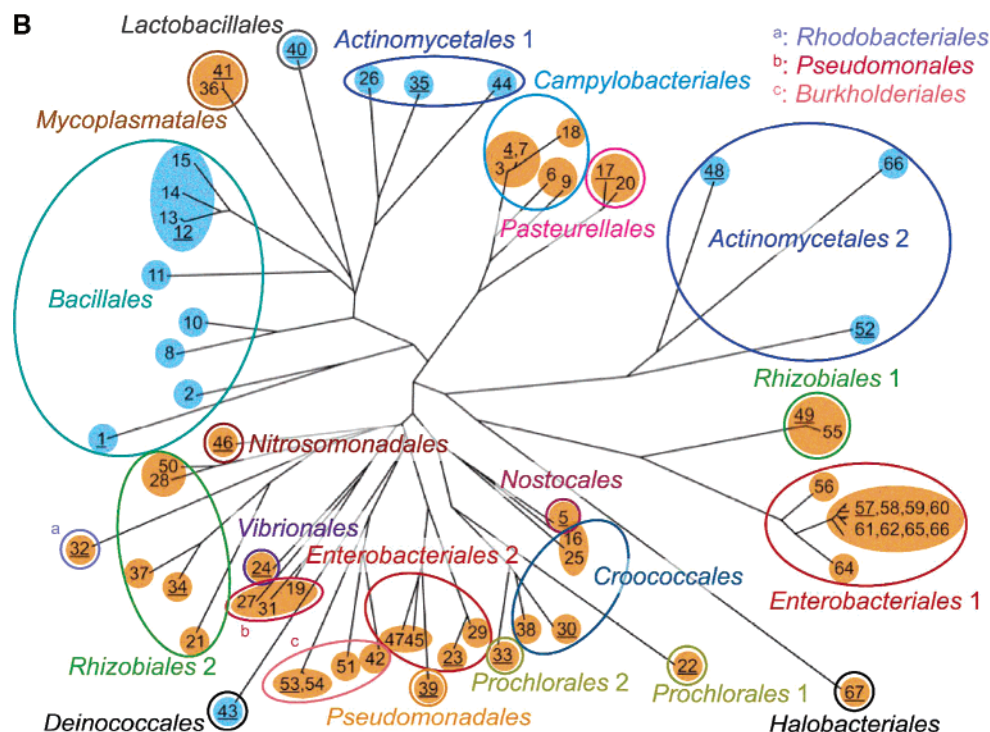 B
Lactobacillales
Actinomycetales 1
a: Rhodobacteriales
b: Pseudomonales
c: Burkholderiales
40
41
36
26
35
44
Campylobacteriales
Mycoplasmatales
18
4,7
3
6
9
17
20
48
66
15
14
13
12
Pasteurellales
Actinomycetales 2
11
Bacillales
10
8
52
2
Rhizobiales 1
1
49
55
46
Nitrosomonadales
50
28
Nostocales
56
57,58,59,60
61,62,65,66
a
32
Vibrionales
5
16
25
24
Enterobacteriales 2
Croococcales
64
37
34
27
31
19
Enterobacteriales 1
b
21
c
47
45
29
38
30
Rhizobiales 2
53,54
51
42
23
33
22
39
Prochlorales 2
Prochlorales 1
67
Deinococcales
43
Pseudomonadales
Halobacteriales